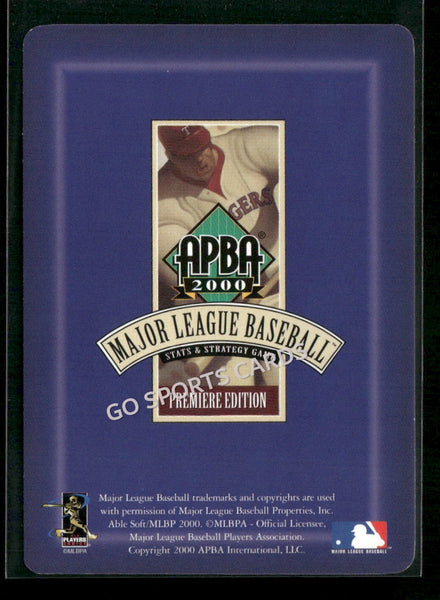 T
GERS
APBA®
2000
MAJOR LEAGUE BASEBALL™
STATS & STRATEGY GAME
GO SPORTS CARDS
PREMIERE EDITION
Major League Baseball trademarks and copyrights are used
with permission of Major League Baseball Properties, Inc.
Able Soft/MLBP 2000. ©MLBPA - Official Licensee,
Major League Baseball Players Association.
Copyright 2000 APBA International, LLC.
PLAYERS
CHOICE
©MLBPA
MAJOR LEAGUE BASEBALL